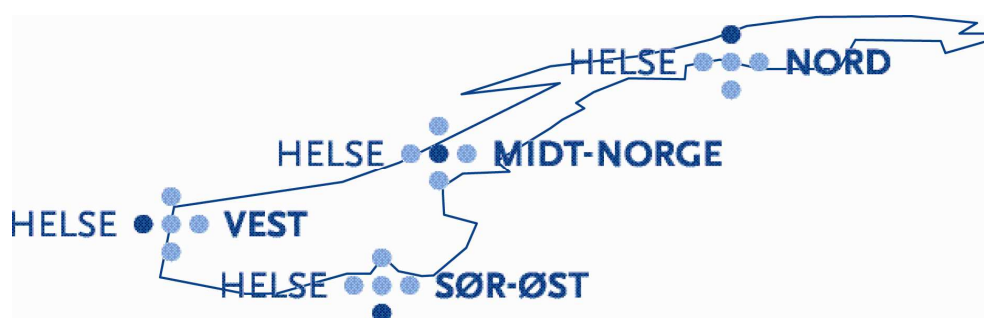 HELSE NORD
HELSE MIDT-NORGE
HELSE VEST
HELSE SØR-ØST